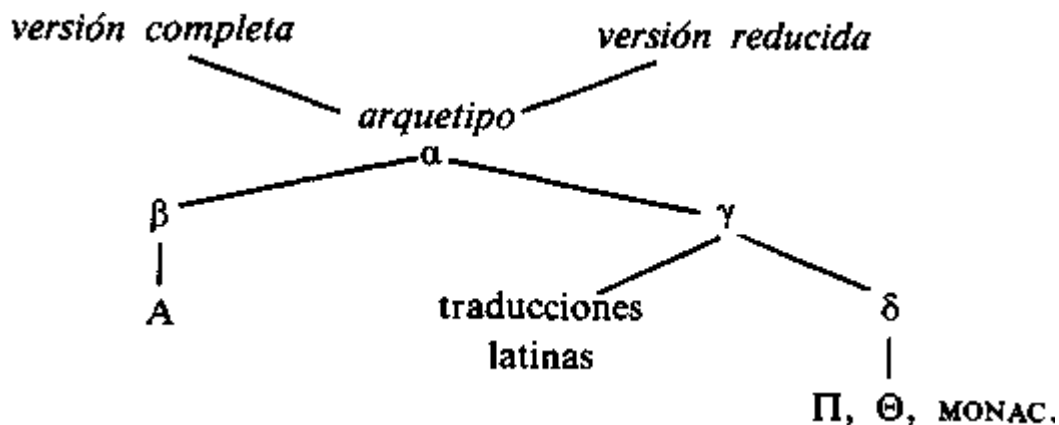 versión completa
versión reducida
arquetipo
α
β
γ
A
traducciones
latinas
δ
Π, Θ, MONAC.